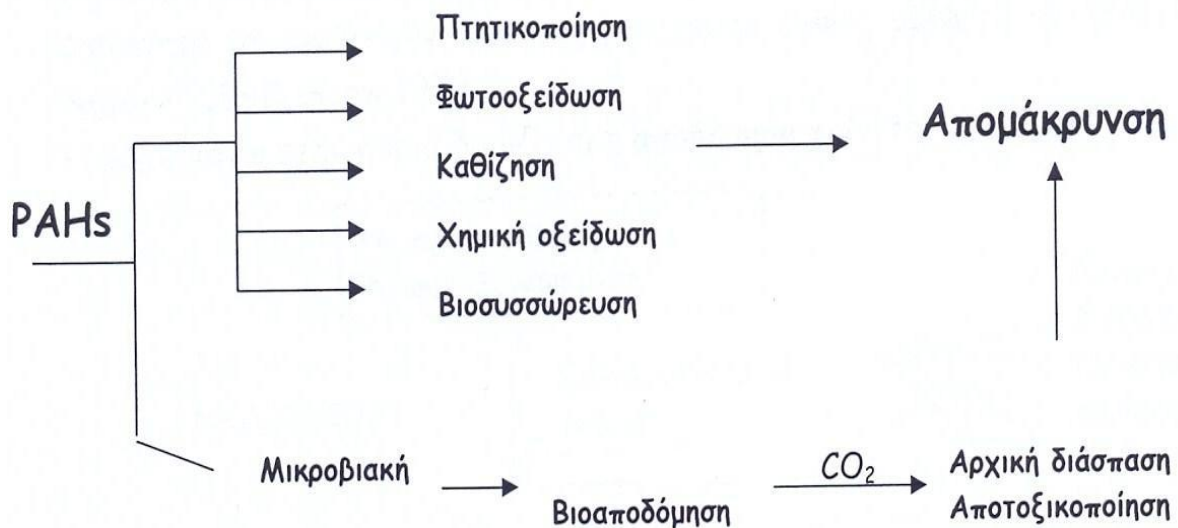 Πτητικοποίηση
Φωτοοξείδωση
Απομάκρυνση
Καθίζηση
PAHs
Χημική οξείδωση
Βιοσυσσώρευση
Μικροβιακή
Βιοαποδόμηση
CO₂
Αρχική διάσπαση
Αποτοξικοποίηση